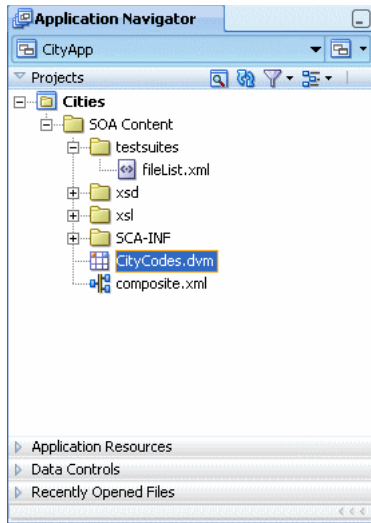 Application Navigator
CityApp
Projects
Cities
SOA Content
testsuites
fileList.xml
xsd
xsl
SCA-INF
CityCodes.dvm
composite.xml
Application Resources
Data Controls
Recently Opened Files